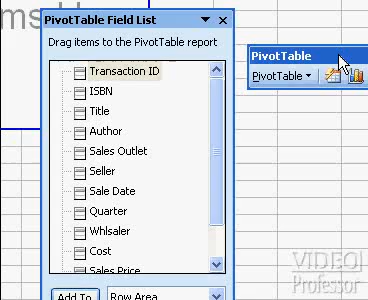 PivotTable Field List
Drag items to the PivotTable report
PivotTable
PivotTable
Transaction ID
ISBN
Title
Author
Sales Outlet
Seller
Sale Date
Quarter
Whlsaler
Cost
Sales Price
Add To
Row Area
VIDEO
Professor